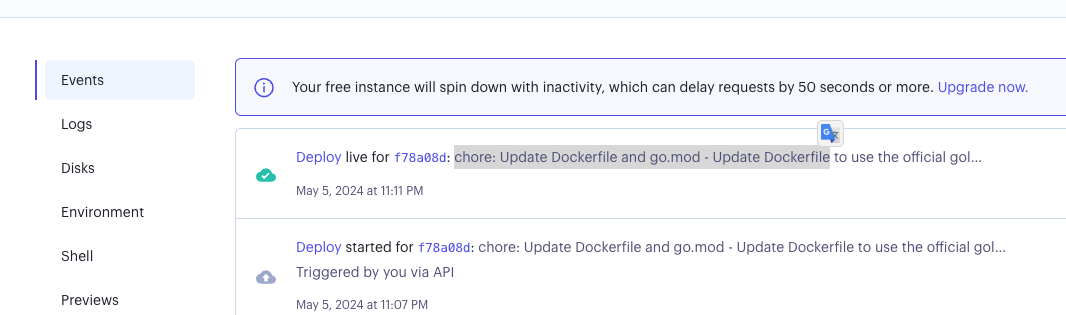 Events
Logs
Disks
Environment
Shell
Previews
Your free instance will spin down with inactivity, which can delay requests by 50 seconds or more. Upgrade now.
Deploy live for f78a08d: chore: Update Dockerfile and go.mod - Update Dockerfile to use the official gol...
May 5, 2024 at 11:11 PM
Deploy started for f78a08d: chore: Update Dockerfile and go.mod - Update Dockerfile to use the official gol...
Triggered by you via API
May 5, 2024 at 11:07 PM